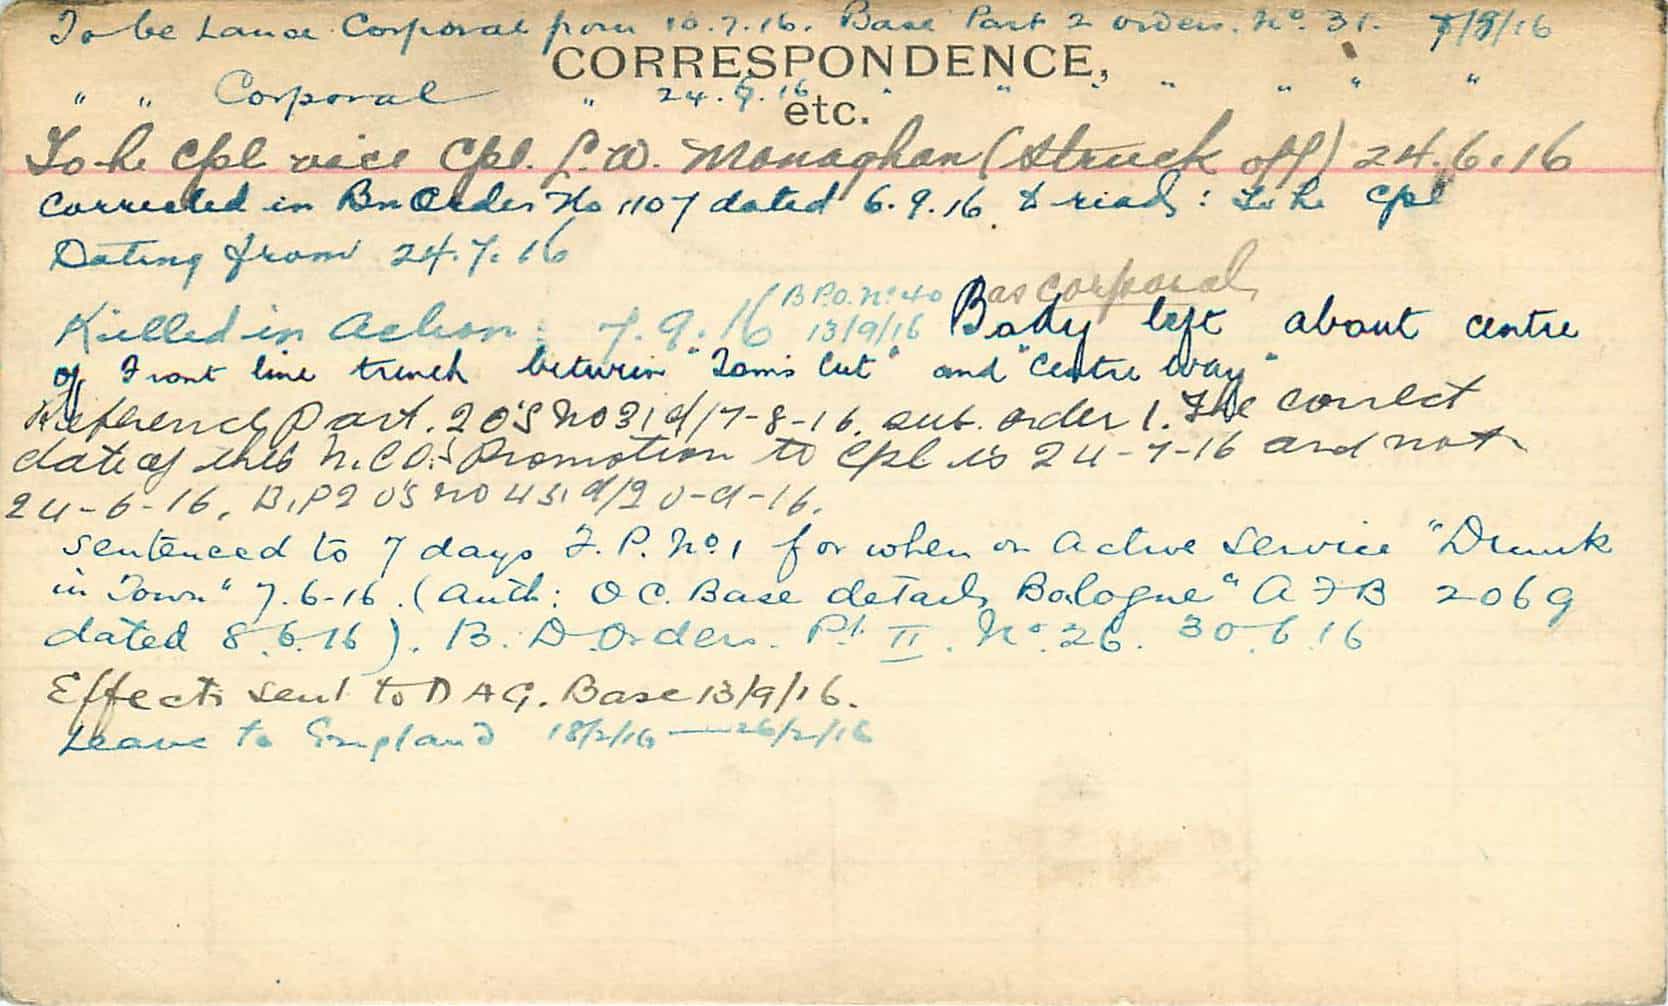 To be Lance Corporal from 10.7.16. Base Part 2 orders. No. 31. 7/8/16
CORRESPONDENCE,
" " Corporal " 24.6.16 " " " " " " "
etc.
To be Cpl vice Cpl. L.W. Monaghan (struck off) 24.6.16
Corrected in Bn Order No 1107 dated 6.9.16 to read: To be Cpl
Dating from 24.7.16
as corporal
Killed in Action: 7.9.16 B.P.O. No. 40 13/9/16 Body left about centre
of Front line trench between "Toms Cut" and "Centre Way"
Reference Part. 2 O'S No 31 d/7-8-16. sub. order 1. The correct
date of this N.C.O.'s Promotion to Cpl is 24-7-16 and not
24-6-16. B.P2 O'S NO 43. d/20-9-16.
Sentenced to 7 days F.P. No. 1 for when on Active Service "Drunk
in Town" 7.6-16. (Auth: O C. Base details Bologne" A F B 2069
dated 8.6.16). B. D Orders. Pt. II. No. 26. 30.6.16
Effects sent to D A G. Base 13/9/16.
Leave to England 18/2/16 — 26/2/16